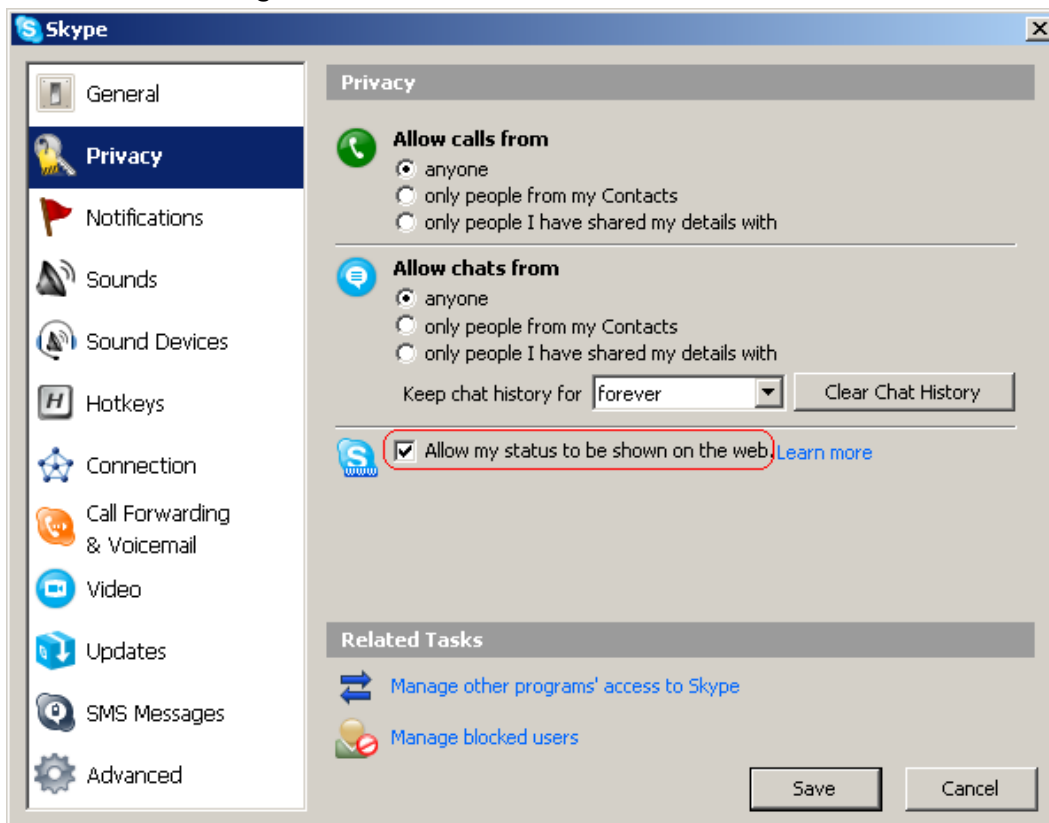 Skype
General
Privacy
Notifications
Sounds
Sound Devices
H Hotkeys
Connection
Call Forwarding
& Voicemail
Video
Updates
SMS Messages
Advanced
Privacy
Allow calls from
anyone
only people from my Contacts
only people I have shared my details with
Allow chats from
anyone
only people from my Contacts
only people I have shared my details with
Keep chat history for forever Clear Chat History
Allow my status to be shown on the web. Learn more
Related Tasks
Manage other programs' access to Skype
Manage blocked users
Save Cancel